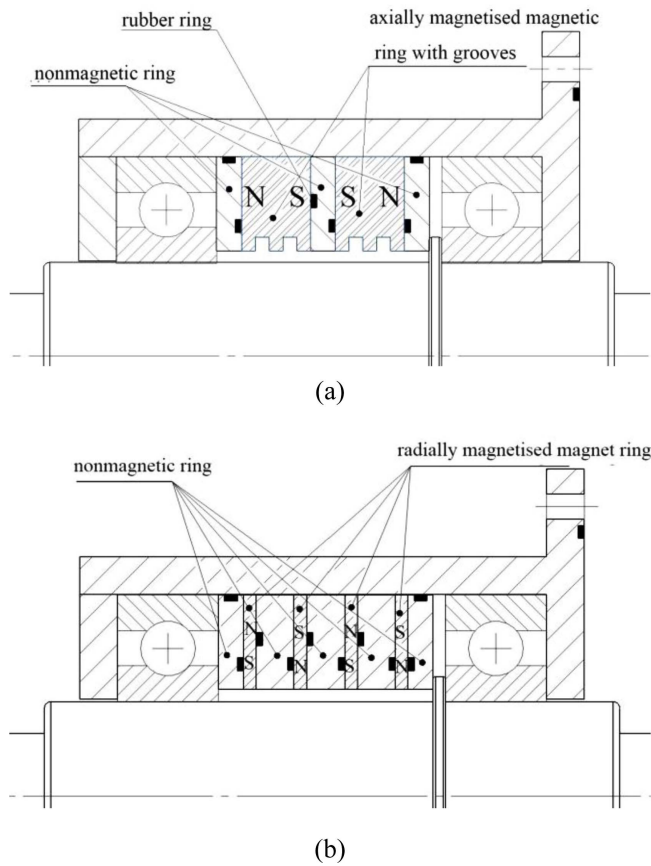 axially magnetised magnetic
rubber ring
ring with grooves
nonmagnetic ring
N S S N
(a)
radially magnetised magnet ring
nonmagnetic ring
N S N S
S N S N
(b)